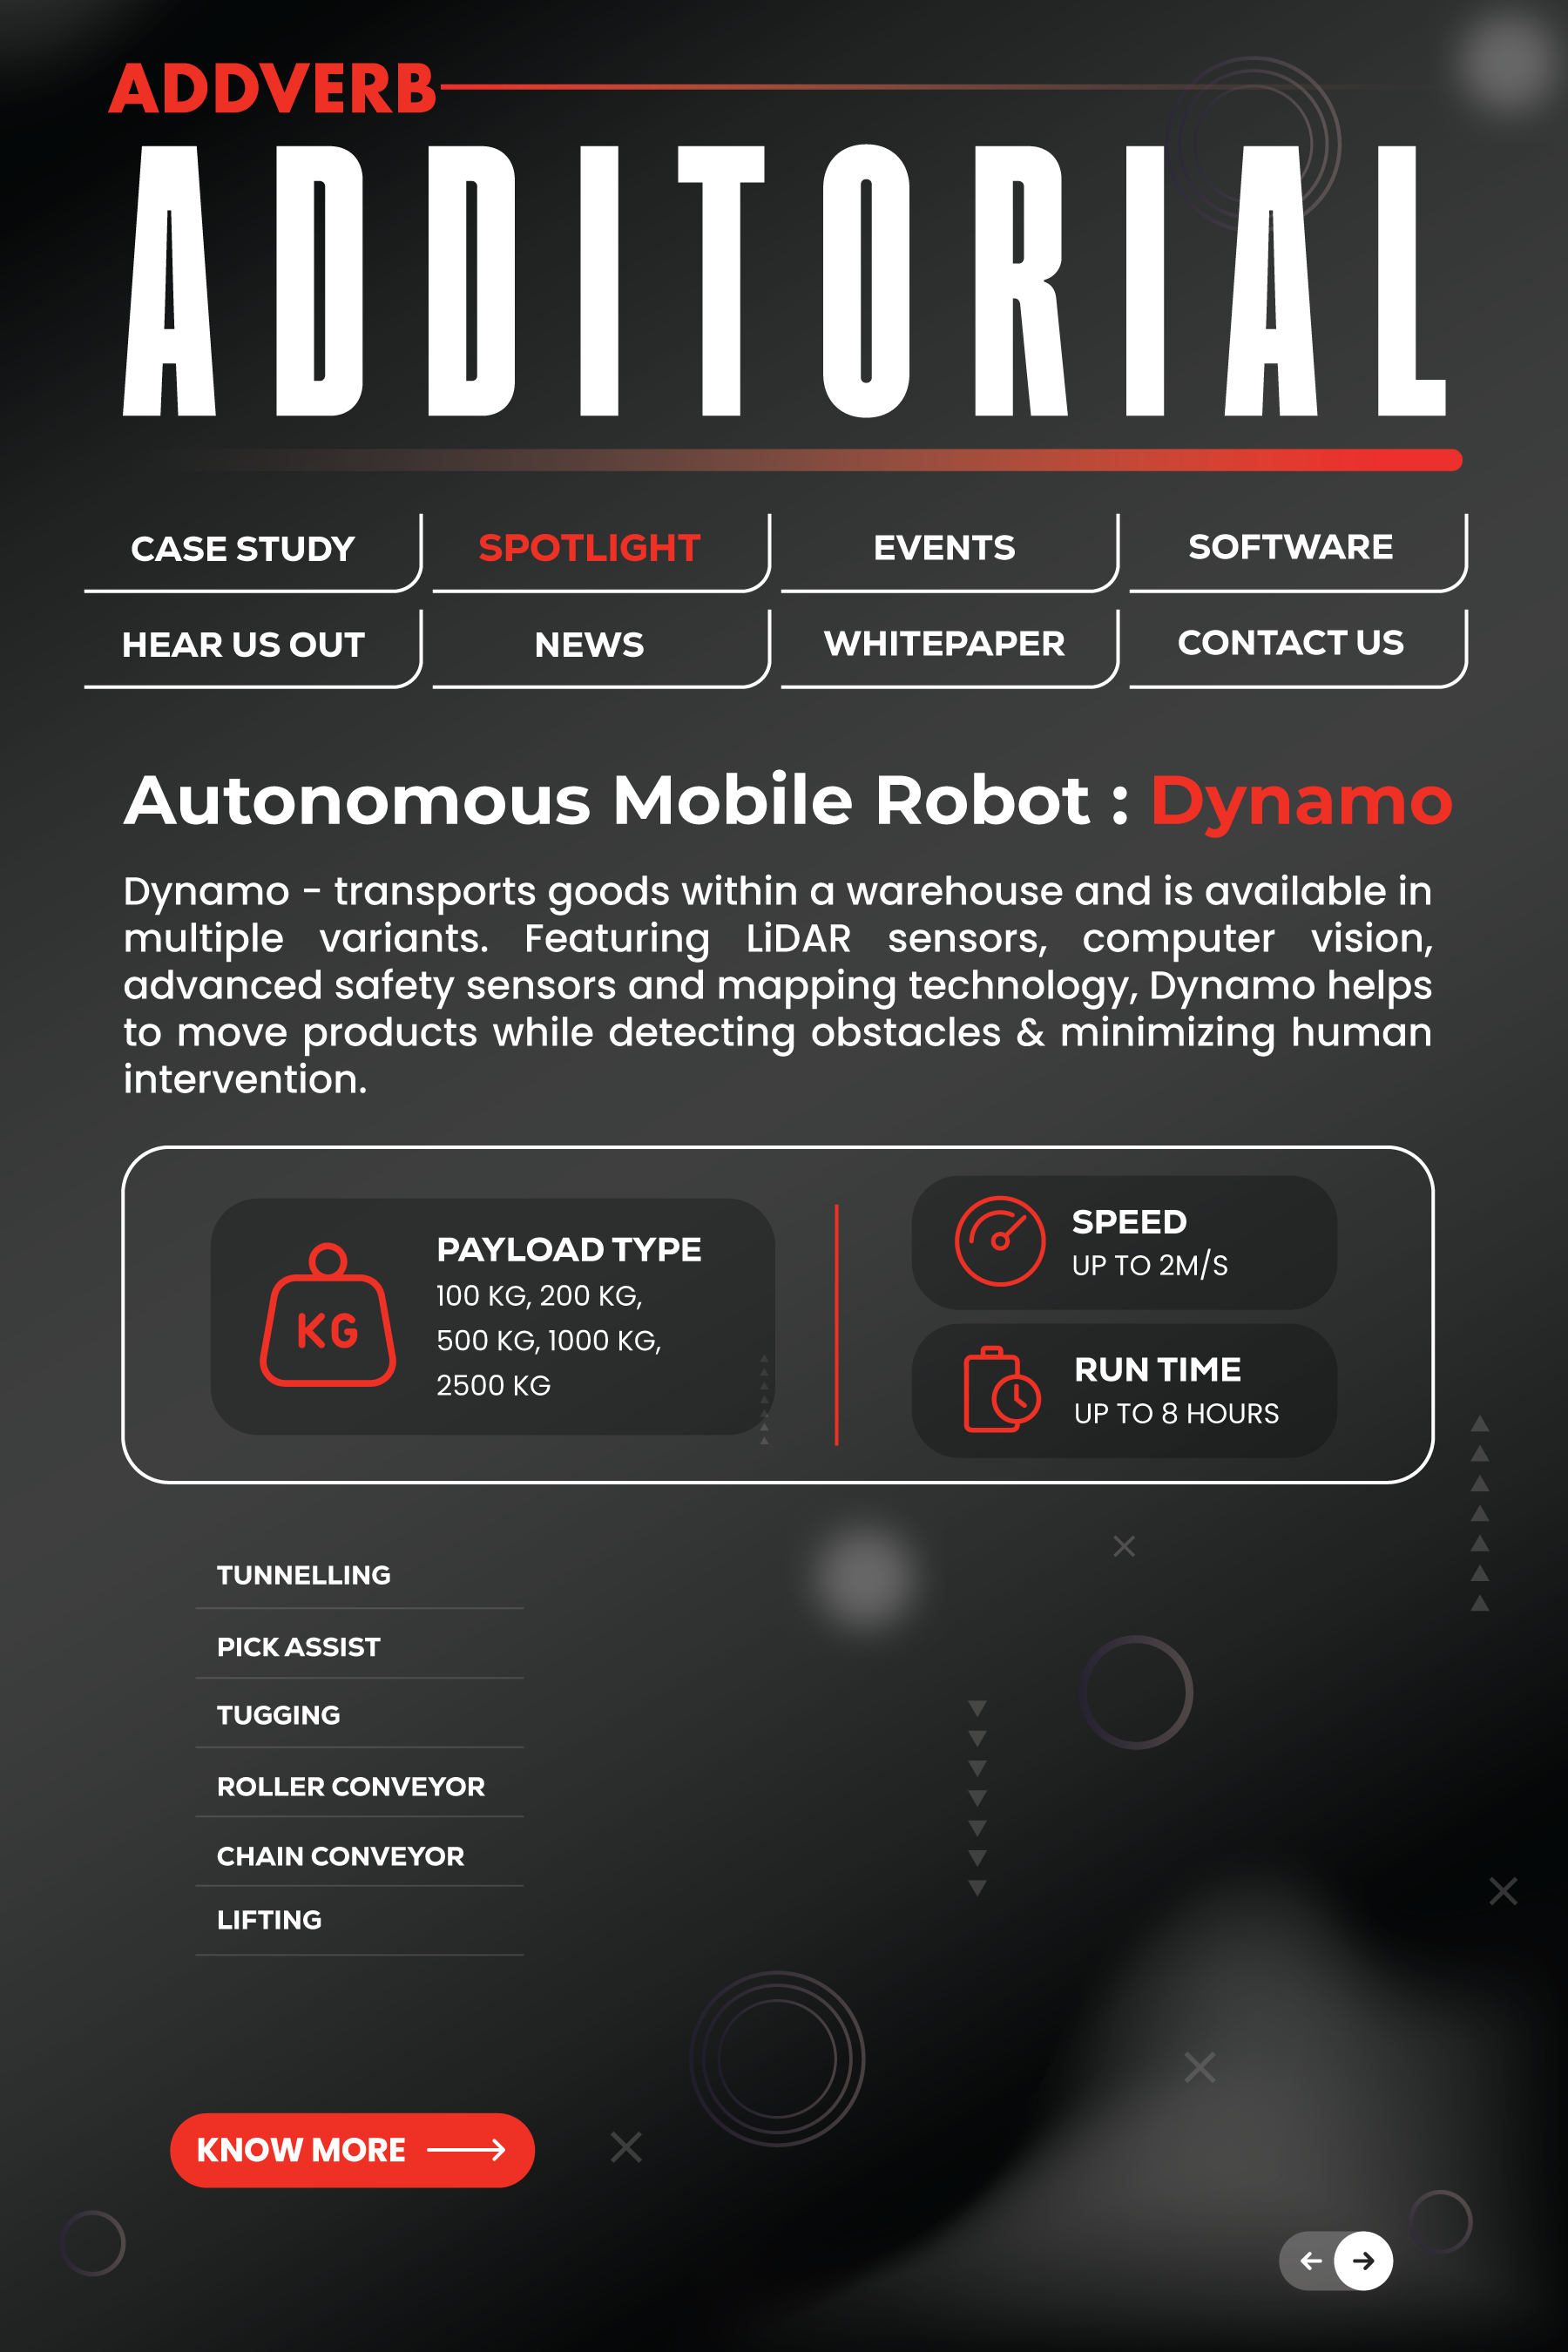 ADDVERB
ADDITORIAL
CASE STUDY
SPOTLIGHT
EVENTS
SOFTWARE
HEAR US OUT
NEWS
WHITEPAPER
CONTACT US
Autonomous Mobile Robot : Dynamo
Dynamo - transports goods within a warehouse and is available in
multiple variants. Featuring LiDAR sensors, computer vision,
advanced safety sensors and mapping technology, Dynamo helps
to move products while detecting obstacles & minimizing human
intervention.
KG
PAYLOAD TYPE
100 KG, 200 KG,
500 KG, 1000 KG,
2500 KG
SPEED
UP TO 2M/S
RUN TIME
UP TO 8 HOURS
TUNNELLING
PICK ASSIST
TUGGING
ROLLER CONVEYOR
CHAIN CONVEYOR
LIFTING
KNOW MORE